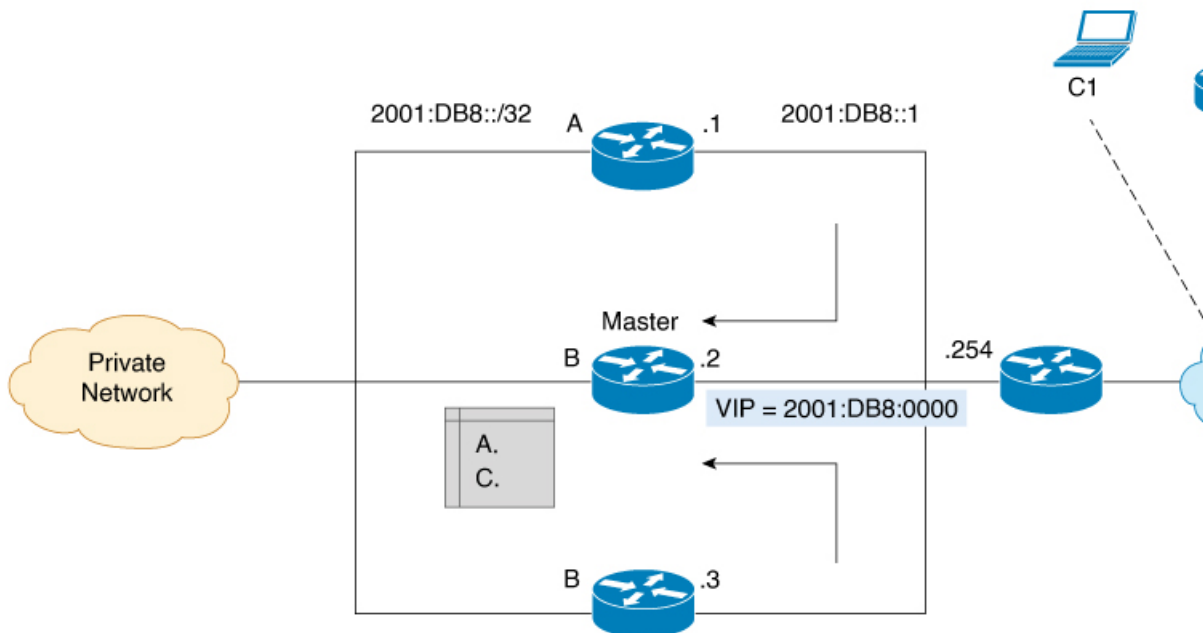 C1
2001:DB8::/32
A
.1
2001:DB8::1
Master
B
.2
.254
Private
Network
VIP = 2001:DB8:0000
A.
C.
B
.3